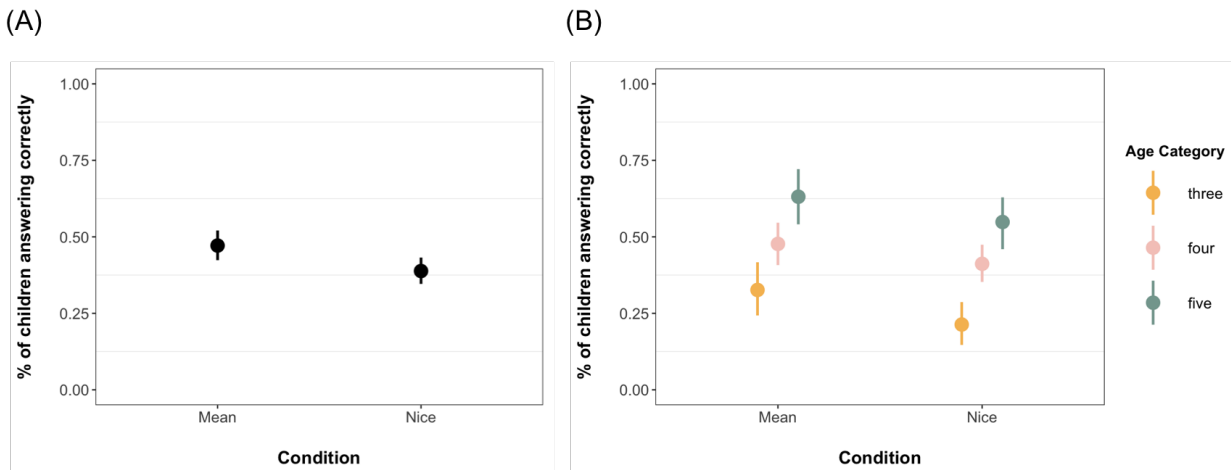 (A)
% of children answering correctly
1.00
0.75
0.50
0.25
0.00
Mean Nice
Condition
(B)
% of children answering correctly
1.00
0.75
0.50
0.25
0.00
Mean Nice
Condition
Age Category
three
four
five